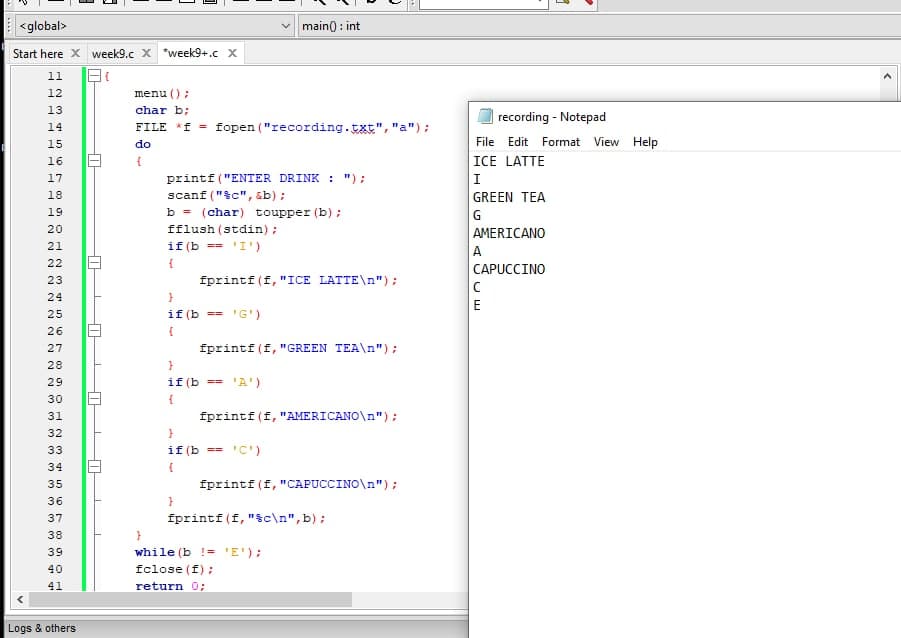 <global>
main() : int
Start here X week9.c X *week9+.c X
11 {
12 menu();
13 char b;
14 FILE *f = fopen("recording.txt","a");
15 do
16 {
17 printf("ENTER DRINK : ");
18 scanf("%c",&b);
19 b = (char) toupper(b);
20 fflush(stdin);
21 if(b == 'I')
22 {
23 fprintf(f,"ICE LATTE\n");
24 }
25 if(b == 'G')
26 {
27 fprintf(f,"GREEN TEA\n");
28 }
29 if(b == 'A')
30 {
31 fprintf(f,"AMERICANO\n");
32 }
33 if(b == 'C')
34 {
35 fprintf(f,"CAPUCCINO\n");
36 }
37 fprintf(f,"%c\n",b);
38 }
39 while(b != 'E');
40 fclose(f);
41 return 0;
Logs & others
recording - Notepad
File Edit Format View Help
ICE LATTE
I
GREEN TEA
G
AMERICANO
A
CAPUCCINO
C
E